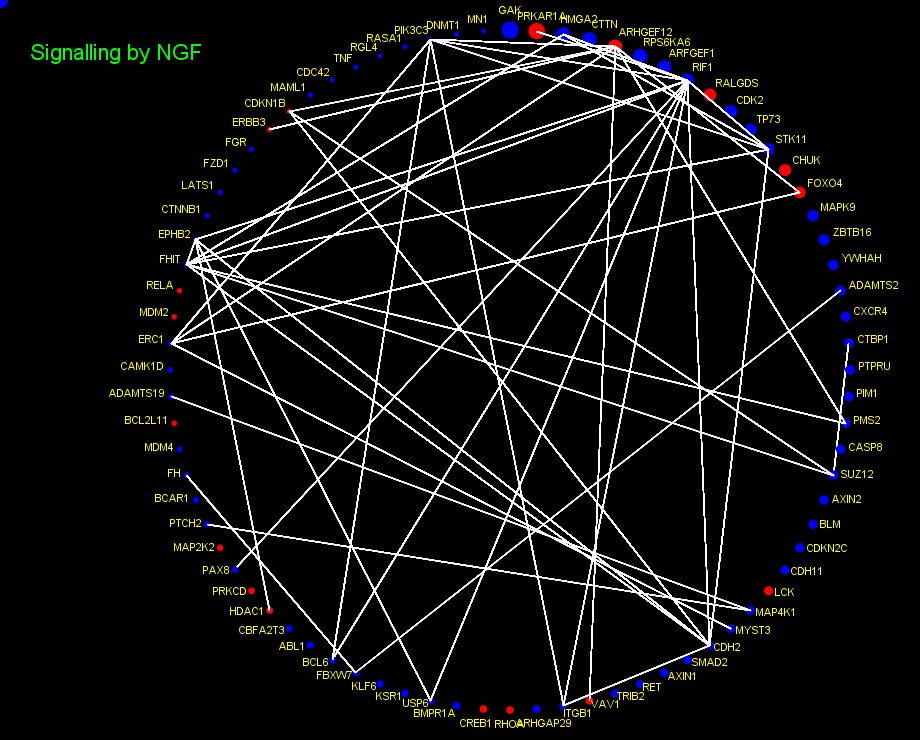 Signalling by NGF
GAK
PRKAR1A
HMGA2
CTTN
ARHGEF12
RPS6KA6
ARFGEF1
RIF1
RALGDS
CDK2
TP73
STK11
CHUK
FOXO4
MAPK9
ZBTB16
YWHAH
ADAMTS2
CXCR4
CTBP1
PTPRU
PIM1
PMS2
CASP8
SUZ12
AXIN2
BLM
CDKN2C
CDH11
LCK
MAP4K1
MYST3
CDH2
SMAD2
AXIN1
RET
TRIB2
VAV1
ITGB1
ARHGAP29
RHOA
CREB1
BMPR1A
USP6
KSR1
KLF6
FBXW7
BCL6
ABL1
CBFA2T3
HDAC1
PRKCD
PAX8
MAP2K2
PTCH2
BCAR1
FH
MDM4
BCL2L11
ADAMTS19
CAMK1D
ERC1
MDM2
RELA
FHIT
EPHB2
CTNNB1
LATS1
FZD1
FGR
ERBB3
CDKN1B
MAML1
CDC42
TNF
RGL4
RASA1
PIK3C3
DNMT1
MN1